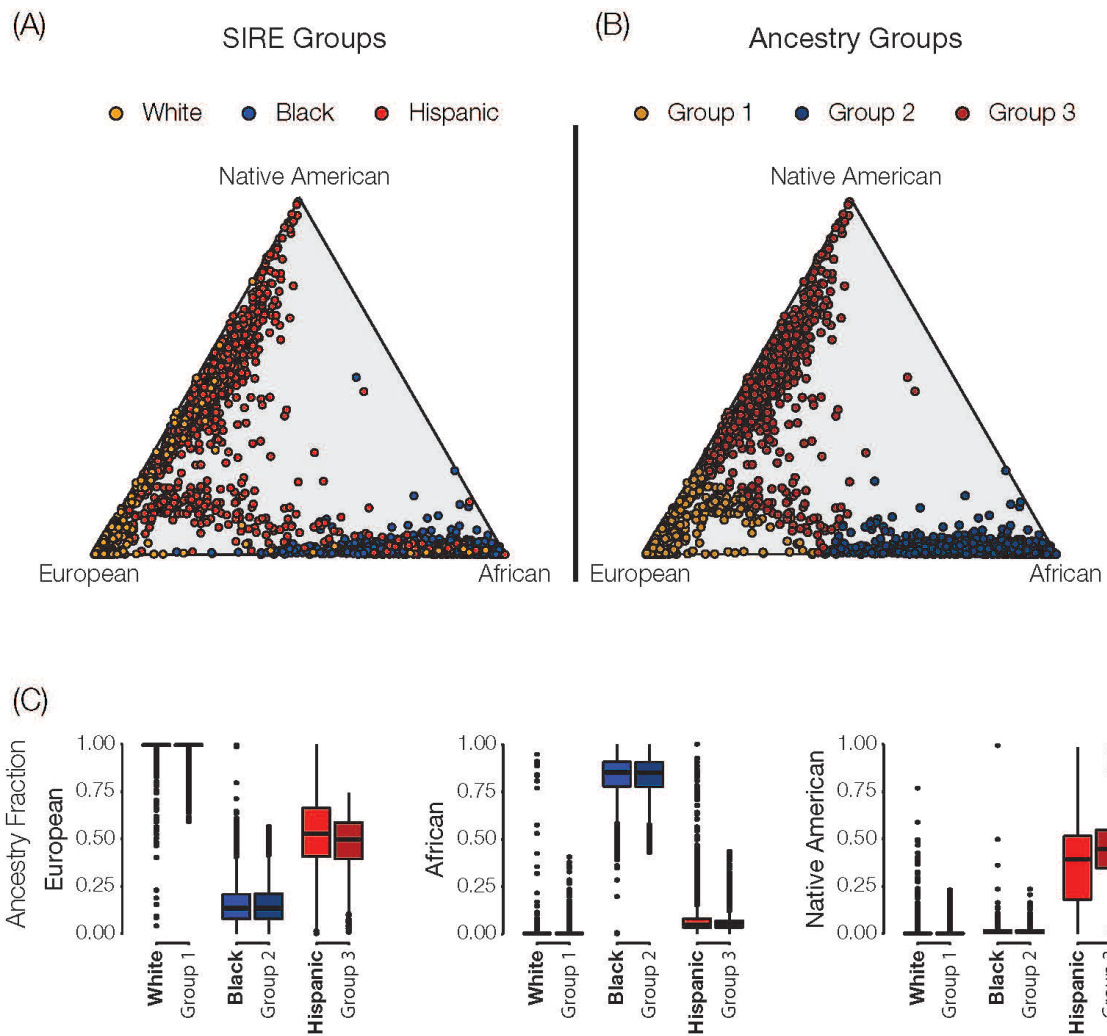 (A)
SIRE Groups
White Black Hispanic
Native American
European
African
(B)
Ancestry Groups
Group 1 Group 2 Group 3
Native American
European
African
(C)
Ancestry Fraction
European
1.00
0.75
0.50
0.25
0.00
White
Group 1
Black
Group 2
Hispanic
Group 3
African
1.00
0.75
0.50
0.25
0.00
White
Group 1
Black
Group 2
Hispanic
Group 3
Native American
1.00
0.75
0.50
0.25
0.00
White
Group 1
Black
Group 2
Hispanic